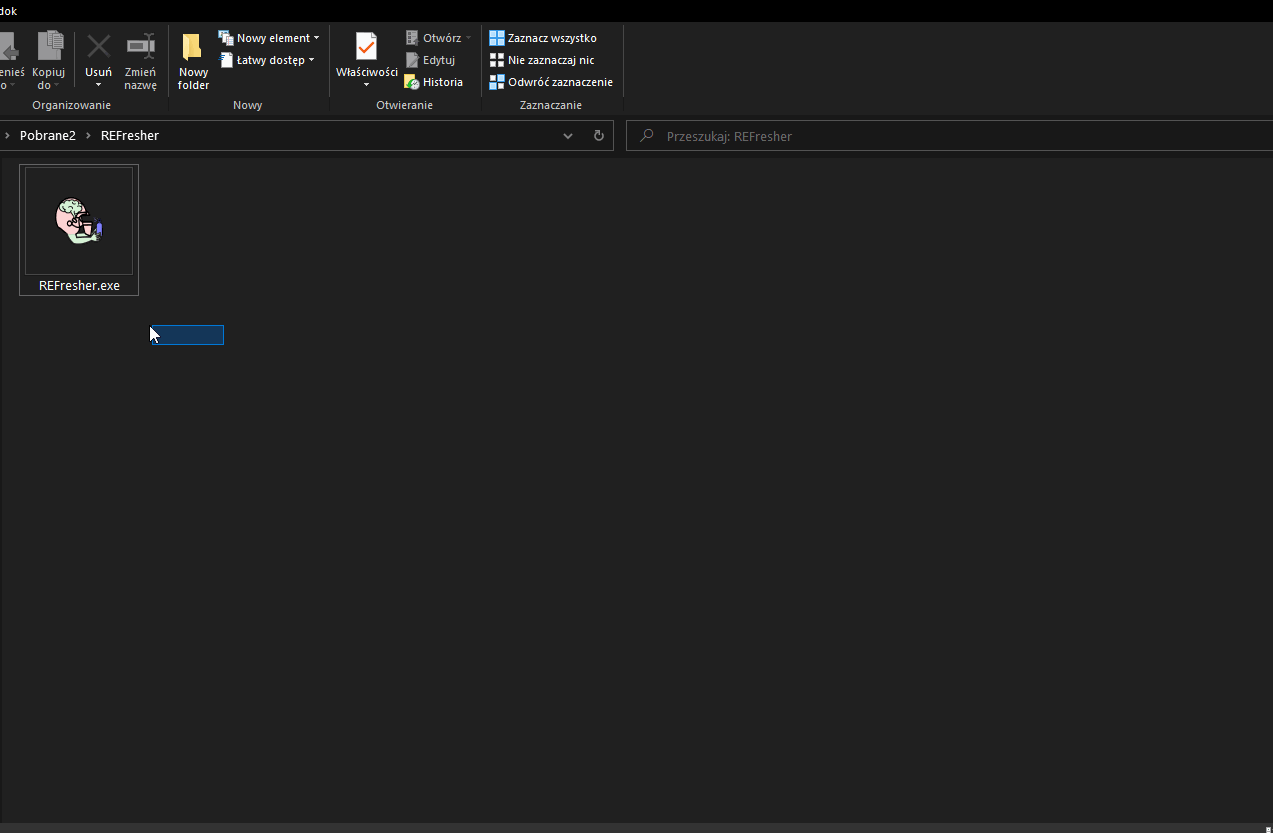 dok
enieś
o
Kopiuj
do
Usuń
Zmień
nazwę
Organizowanie
Nowy
folder
Nowy element
Łatwy dostęp
Nowy
Właściwości
Otwórz
Edytuj
Historia
Otwieranie
Zaznacz wszystko
Nie zaznaczaj nic
Odwróć zaznaczenie
Zaznaczanie
Pobrane2 REFresher
Przeszukaj: REFresher
REFresher.exe